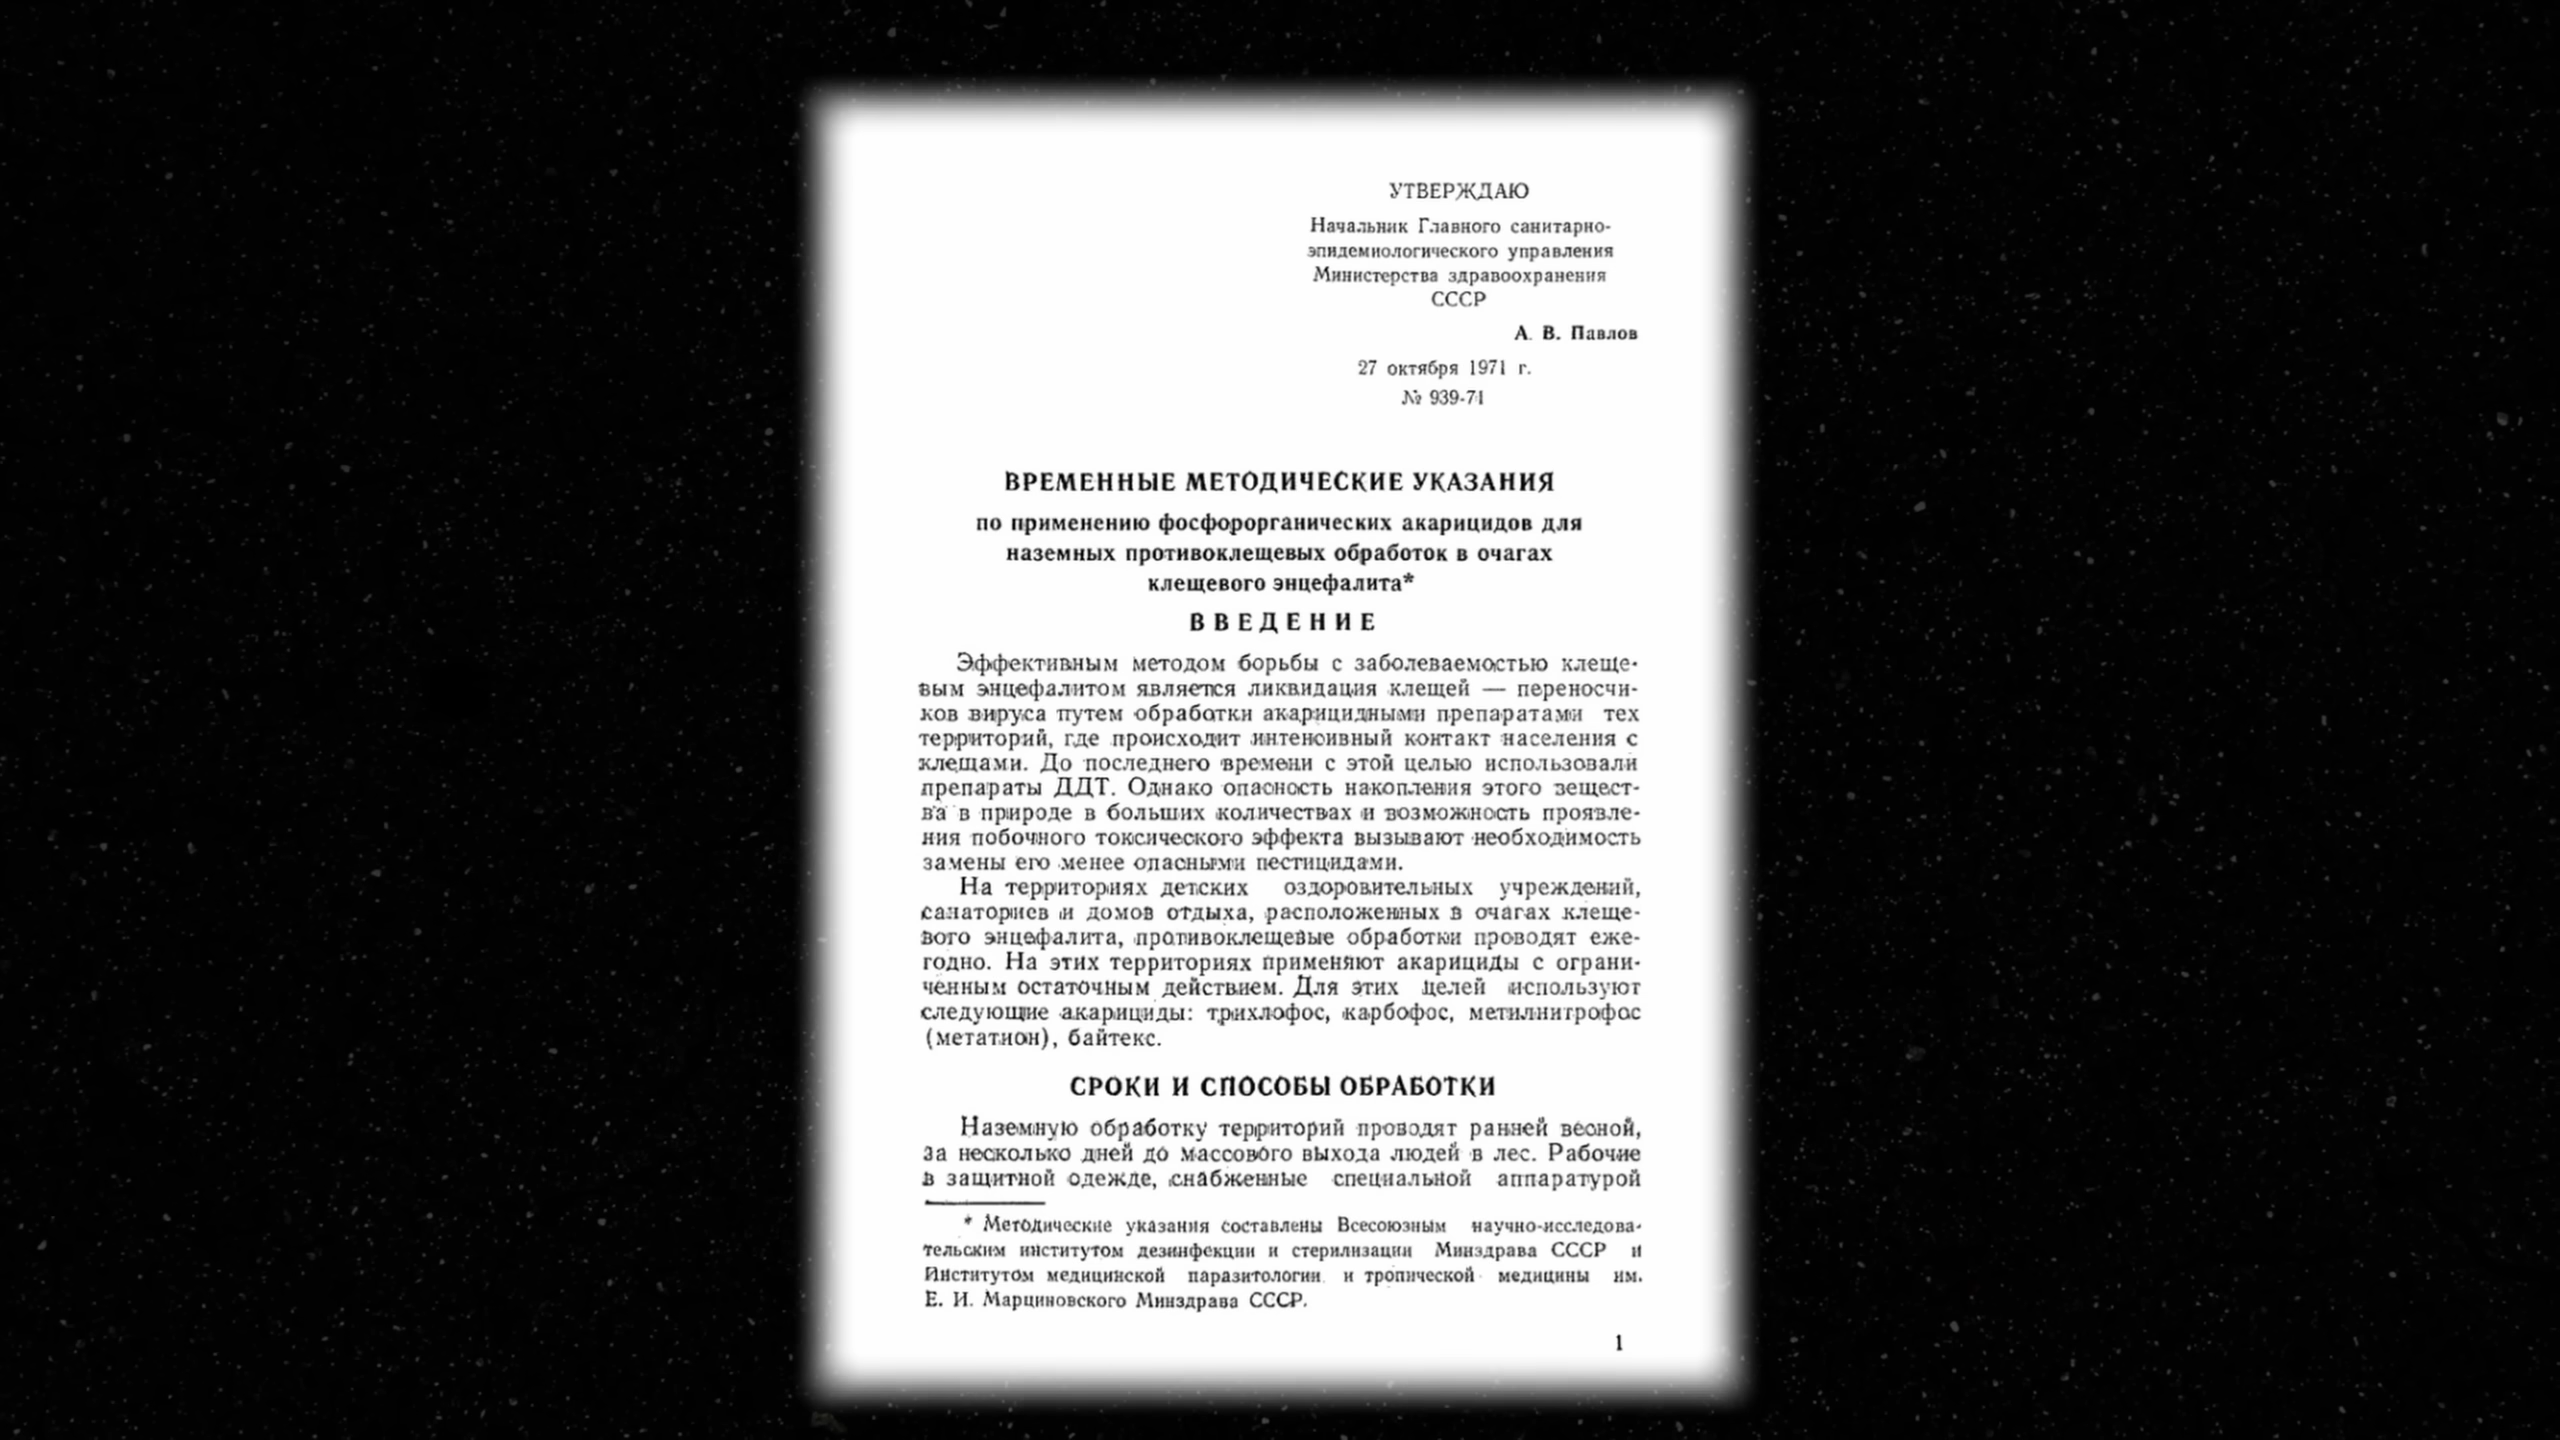 УТВЕРЖДАЮ
Начальник Главного санитарно-
эпидемиологического управления
Министерства здравоохранения
СССР
А. В. Павлов
27 октября 1971 г.
№ 939-71
ВРЕМЕННЫЕ МЕТОДИЧЕСКИЕ УКАЗАНИЯ
по применению фосфорорганических акарицидов для
наземных противоклещевых обработок в очагах
клещевого энцефалита*
ВВЕДЕНИЕ
Эффективным методом борьбы с заболеваемостью клеще-
вым энцефалитом является ликвидация клещей — переносчи-
ков вируса путем обработки акарицидными препаратами тех
территорий, где происходит интенсивный контакт населения с
клещами. До последнего времени с этой целью использовали
препараты ДДТ. Однако опасность накопления этого вещест-
ва в природе в больших количествах и возможность проявле-
ния побочного токсического эффекта вызывают необходимость
замены его менее опасными пестицидами.
На территориях детских оздоровительных учреждений,
санаториев и домов отдыха, расположенных в очагах клеще-
вого энцефалита, противоклещевые обработки проводят еже-
годно. На этих территориях применяют акарициды с ограни-
ченным остаточным действием. Для этих целей используют
следующие акарициды: трихлофос, карбофос, метилнитрофос
(метатион), байтекс.
СРОКИ И СПОСОБЫ ОБРАБОТКИ
Наземную обработку территорий проводят ранней весной,
за несколько дней до массового выхода людей в лес. Рабочие
в защитной одежде, снабженные специальной аппаратурой
* Методические указания составлены Всесоюзным научно-исследова-
тельским институтом дезинфекции и стерилизации Минздрава СССР и
Институтом медицинской паразитологии и тропической медицины им.
Е. И. Марциновского Минздрава СССР.
1